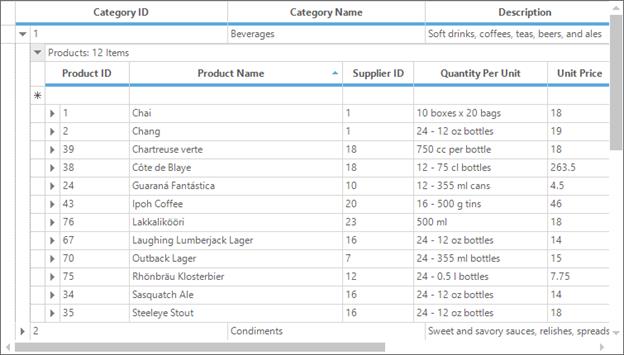 Category ID Category Name Description
1 Beverages Soft drinks, coffees, teas, beers, and ales
Products: 12 Items
Product ID Product Name Supplier ID Quantity Per Unit Unit Price
1 Chai 1 10 boxes x 20 bags 18
2 Chang 1 24 - 12 oz bottles 19
39 Chartreuse verte 18 750 cc per bottle 18
38 Côte de Blaye 18 12 - 75 cl bottles 263.5
24 Guaraná Fantástica 10 12 - 355 ml cans 4.5
43 Ipoh Coffee 20 16 - 500 g tins 46
76 Lakkalikööri 23 500 ml 18
67 Laughing Lumberjack Lager 16 24 - 12 oz bottles 14
70 Outback Lager 7 24 - 355 ml bottles 15
75 Rhönbräu Klosterbier 12 24 - 0.5 l bottles 7.75
34 Sasquatch Ale 16 24 - 12 oz bottles 14
35 Steeleye Stout 16 24 - 12 oz bottles 18
2 Condiments Sweet and savory sauces, relishes, spreads